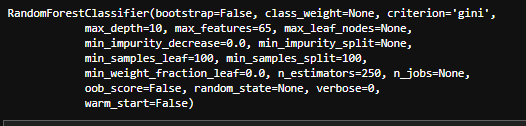 RandomForestClassifier(bootstrap=False, class_weight=None, criterion='gini',
max_depth=10, max_features=65, max_leaf_nodes=None,
min_impurity_decrease=0.0, min_impurity_split=None,
min_samples_leaf=100, min_samples_split=100,
min_weight_fraction_leaf=0.0, n_estimators=250, n_jobs=None,
oob_score=False, random_state=None, verbose=0,
warm_start=False)